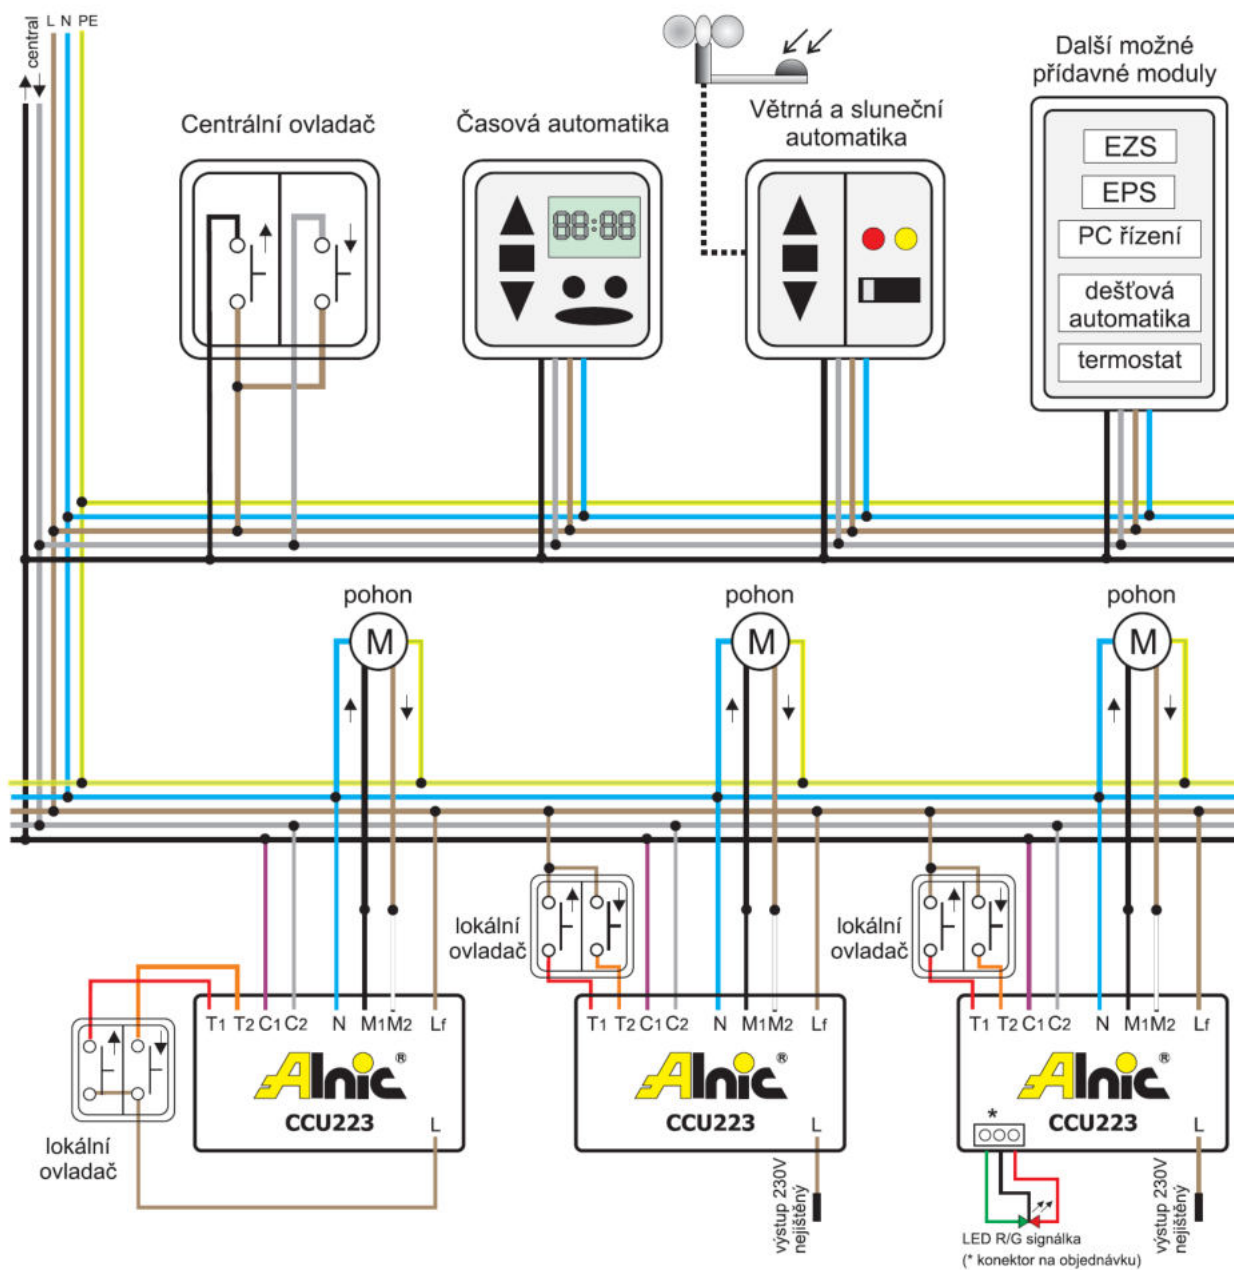 central
L N PE
Centrální ovladač
Časová automatika
88:88
Větrná a sluneční
automatika
Další možné
přídavné moduly
EZS
EPS
PC řízení
dešťová
automatika
termostat
pohon
pohon
pohon
M
M
M
lokální
ovladač
lokální
ovladač
T1 T2 C1 C2 N M1 M2 Lf
Alnic®
CCU223
L
lokální
ovladač
T1 T2 C1 C2 N M1 M2 Lf
Alnic®
CCU223
L
výstup 230V
nejištěný
T1 T2 C1 C2 N M1 M2 Lf
Alnic®
CCU223
*
L
výstup 230V
nejištěný
LED R/G signálka
(* konektor na objednávku)